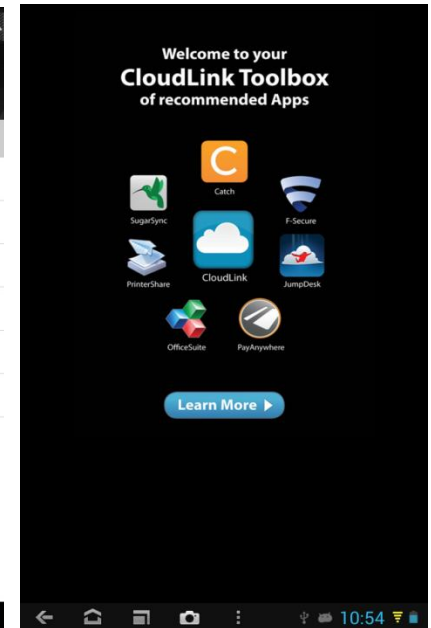 Welcome to your
CloudLink Toolbox
of recommended Apps
C
Catch
SugarSync
F-Secure
CloudLink
PrinterShare
JumpDesk
OfficeSuite
PayAnywhere
Learn More
10:54